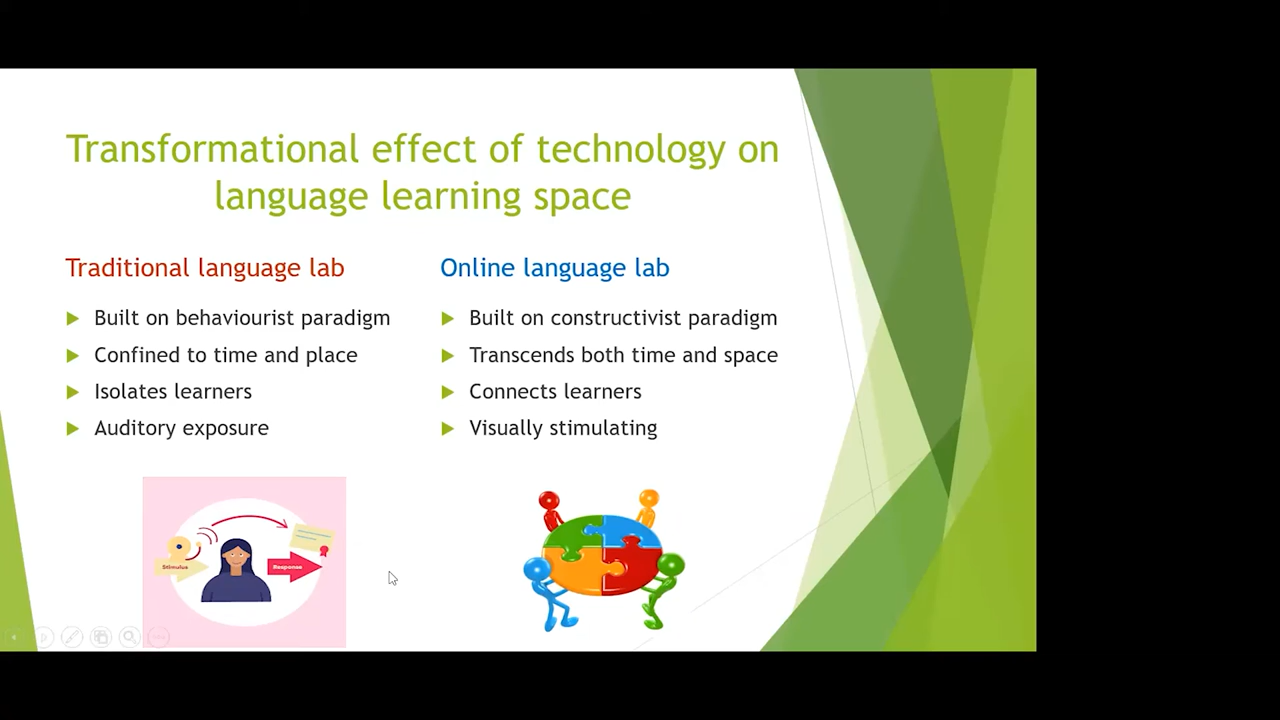 Transformational effect of technology on
language learning space
Traditional language lab
Built on behaviourist paradigm
Confined to time and place
Isolates learners
Auditory exposure
Stimulus
Response
Online language lab
Built on constructivist paradigm
Transcends both time and space
Connects learners
Visually stimulating